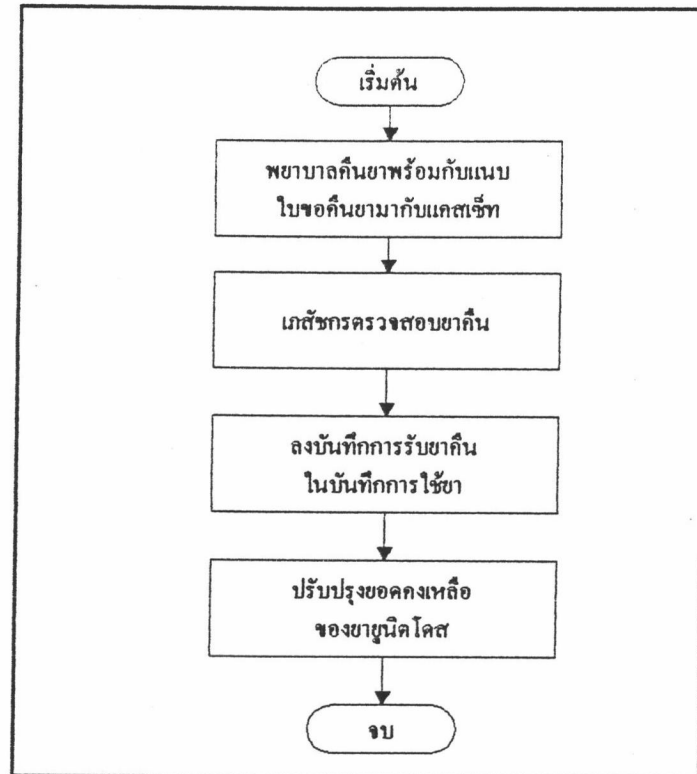 เริ่มต้น
พยาบาลคืนยาพร้อมกับแนบ
ใบขอคืนยามากับแคสเซ็ท
เภสัชกรตรวจสอบยาคืน
ลงบันทึกการรับยาคืน
ในบันทึกการใช้ยา
ปรับปรุงยอดคงเหลือ
ของยายูนิตโดส
จบ